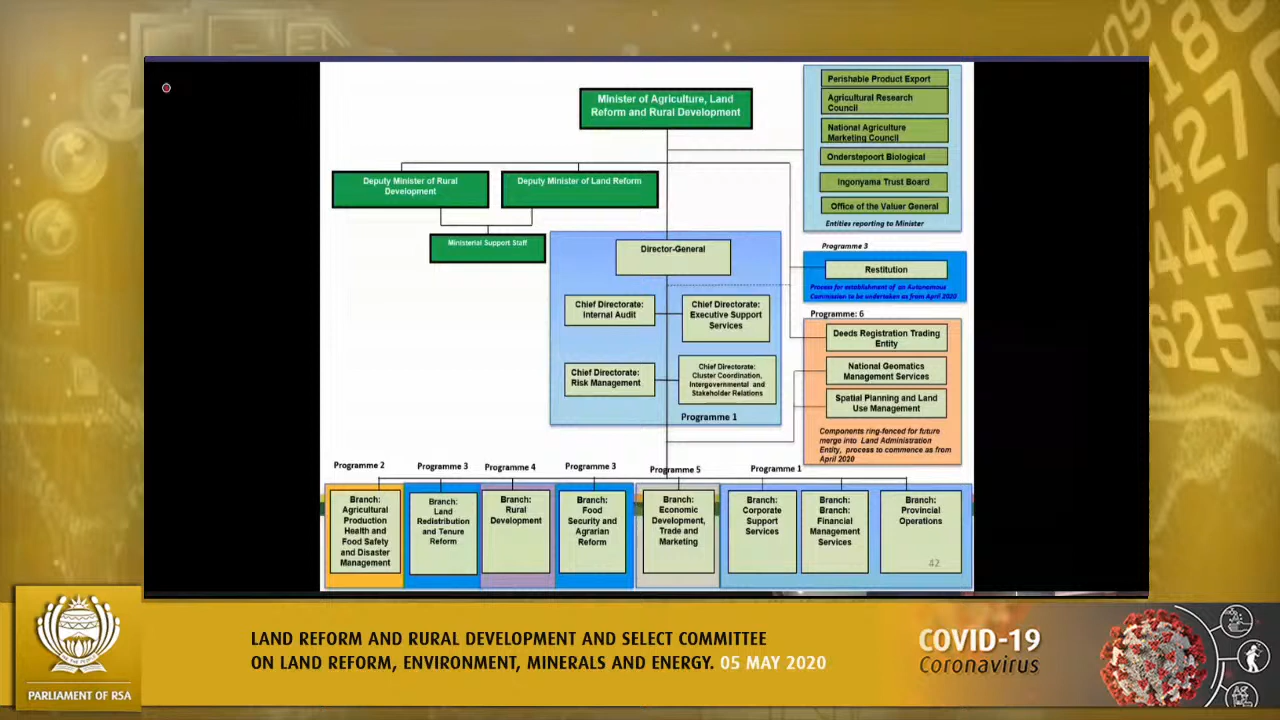 Minister of Agriculture, Land
Reform and Rural Development
Perishable Product Export
Agricultural Research
Council
National Agriculture
Marketing Council
Onderstepoort Biological
Ingonyama Trust Board
Office of the Valuer General
Entities reporting to Minister
Deputy Minister of Rural
Development
Deputy Minister of Land Reform
Ministerial Support Staff
Director-General
Chief Directorate:
Internal Audit
Chief Directorate:
Executive Support
Services
Chief Directorate:
Risk Management
Chief Directorate:
Cluster Coordination,
Intergovernmental and
Stakeholder Relations
Programme 1
Programme 3
Restitution
Process for establishment of an Autonomous
Commission to be undertaken as from April 2020
Programme: 6
Deeds Registration Trading
Entity
National Geomatics
Management Services
Spatial Planning and Land
Use Management
Components ring-fenced for future
merge into Land Administration
Entity, process to commence as from
April 2020
Programme 2
Programme 3
Programme 4
Programme 3
Programme 5
Programme 1
Branch:
Agricultural
Production
Health and
Food Safety
and Disaster
Management
Branch:
Land
Redistribution
and Tenure
Reform
Branch:
Rural
Development
Branch:
Food
Security and
Agrarian
Reform
Branch:
Economic
Development,
Trade and
Marketing
Branch:
Corporate
Support
Services
Branch:
Branch:
Financial
Management
Services
Branch:
Provincial
Operations
42
LAND REFORM AND RURAL DEVELOPMENT AND SELECT COMMITTEE
ON LAND REFORM, ENVIRONMENT, MINERALS AND ENERGY. 05 MAY 2020
PARLIAMENT OF RSA
COVID-19
Coronavirus